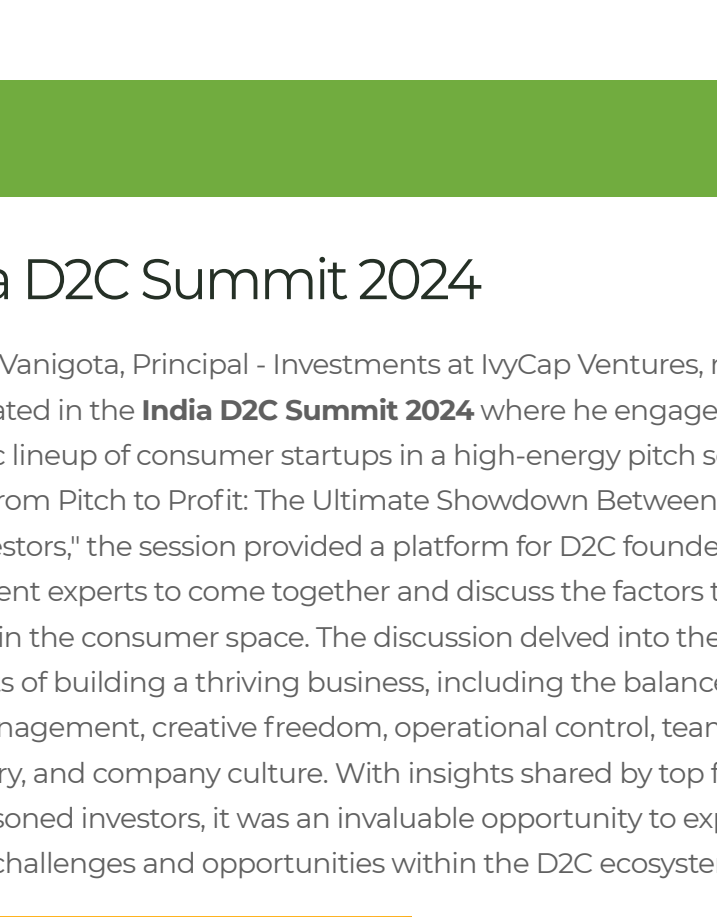 a D2C Summit 2024
Vanigota, Principal - Investments at IvyCap Ventures,
ated in the India D2C Summit 2024 where he engage
c lineup of consumer startups in a high-energy pitch s
rom Pitch to Profit: The Ultimate Showdown Between
estors," the session provided a platform for D2C founde
ent experts to come together and discuss the factors t
in the consumer space. The discussion delved into the
s of building a thriving business, including the balance
nagement, creative freedom, operational control, tean
ry, and company culture. With insights shared by top f
soned investors, it was an invaluable opportunity to exp
challenges and opportunities within the D2C ecosyste